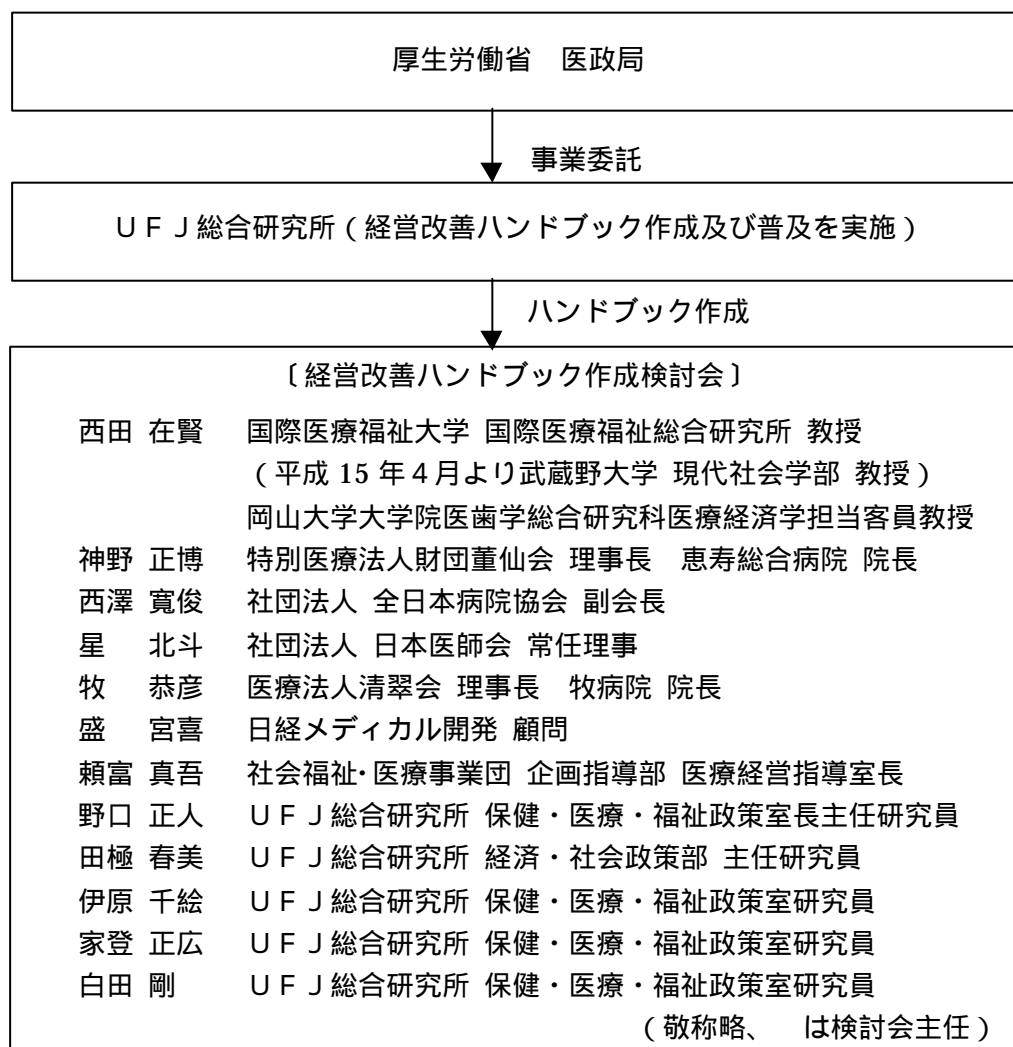 厚生労働省　医政局
事業委託
ＵＦＪ総合研究所（経営改善ハンドブック作成及び普及を実施）
ハンドブック作成
〔経営改善ハンドブック作成検討会〕
西田 在賢　国際医療福祉大学 国際医療福祉総合研究所 教授
（平成 15 年４月より武蔵野大学 現代社会学部 教授）
岡山大学大学院医歯学総合研究科医療経済学担当客員教授
神野 正博　特別医療法人財団董仙会 理事長　恵寿総合病院 院長
西澤 寬俊　社団法人 全日本病院協会 副会長
星　北斗　社団法人 日本医師会 常任理事
牧　恭彦　医療法人清翠会 理事長　牧病院 院長
盛　宮喜　日経メディカル開発 顧問
頼富 真吾　社会福祉・医療事業団 企画指導部 医療経営指導室長
野口 正人　ＵＦＪ総合研究所 保健・医療・福祉政策室長主任研究員
田極 春美　ＵＦＪ総合研究所 経済・社会政策部 主任研究員
伊原 千絵　ＵＦＪ総合研究所 保健・医療・福祉政策室研究員
家登 正広　ＵＦＪ総合研究所 保健・医療・福祉政策室研究員
白田 剛　ＵＦＪ総合研究所 保健・医療・福祉政策室研究員
（敬称略、　は検討会主任）